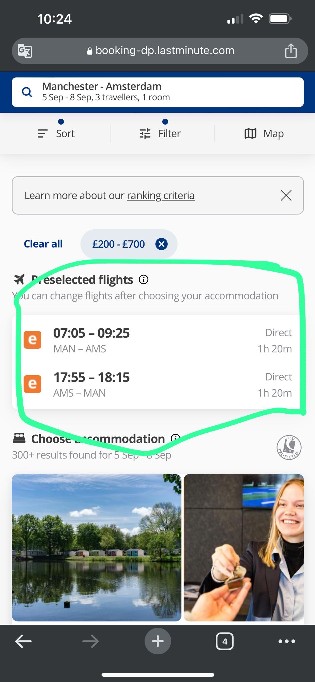 10:24
booking-dp.lastminute.com
Manchester - Amsterdam
5 Sep - 8 Sep, 3 travellers, 1 room
Sort
Filter
Map
Learn more about our ranking criteria
Clear all
£200 - £700
Preselected flights
You can change flights after choosing your accommodation
e
07:05 – 09:25
Direct
MAN – AMS
1h 20m
e
17:55 – 18:15
Direct
AMS – MAN
1h 20m
Choose accommodation
300+ results found for 5 Sep - 8 Sep
4